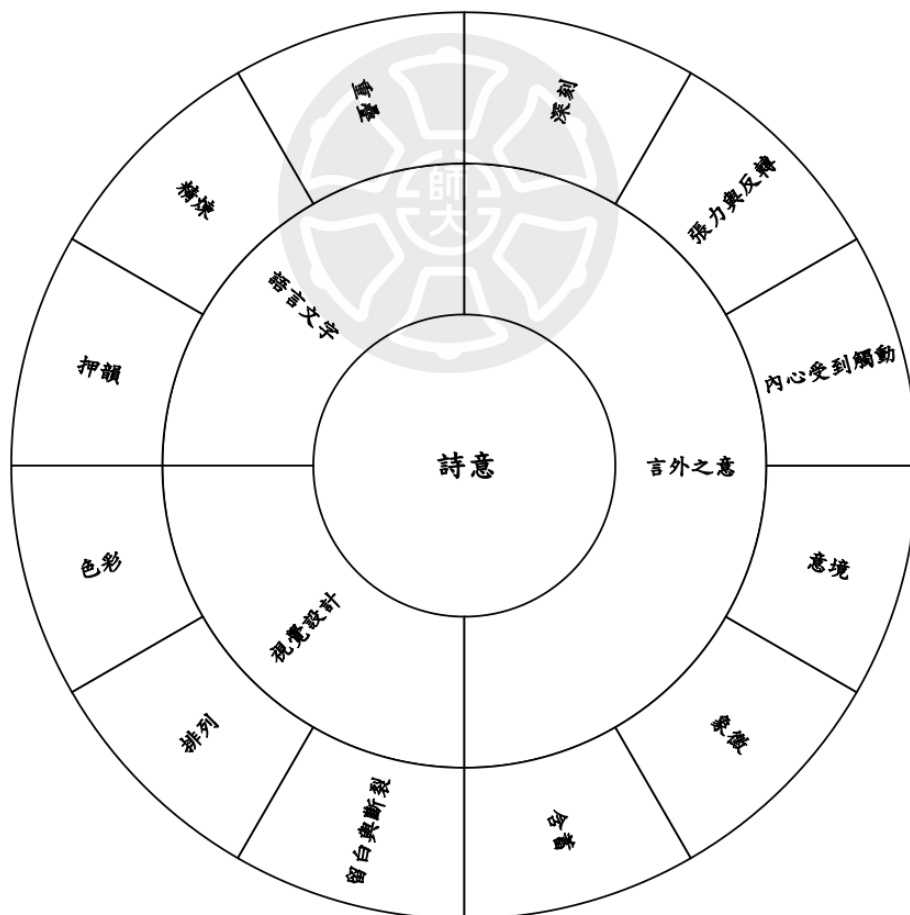 詩意
言外之意
視覺設計
語言文字
深刻
張力與反轉
內心受到觸動
意境
象徵
含蓄
留白與斷裂
排列
色彩
押韻
精煉
重疊
師大